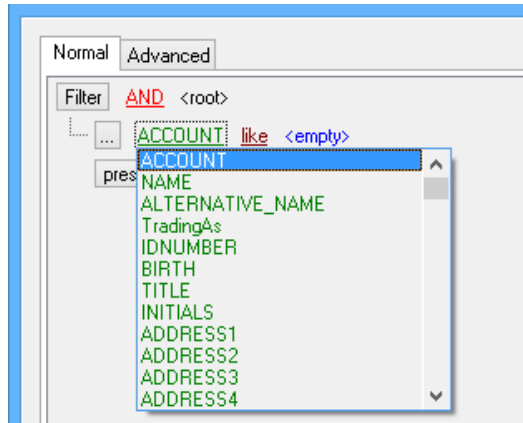 Normal Advanced
Filter AND <root>
... ACCOUNT like <empty>
ACCOUNT
pres
NAME
ALTERNATIVE_NAME
TradingAs
IDNUMBER
BIRTH
TITLE
INITIALS
ADDRESS1
ADDRESS2
ADDRESS3
ADDRESS4